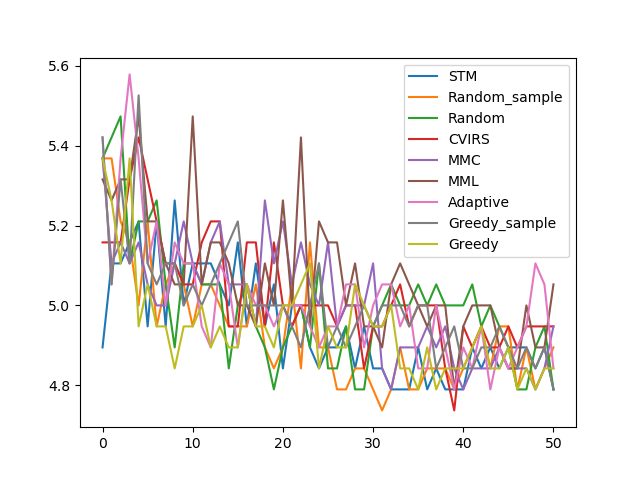 5.6
5.4
5.2
5.0
4.8
0
10
20
30
40
50
STM
Random_sample
Random
CVIRS
MMC
MML
Adaptive
Greedy_sample
Greedy